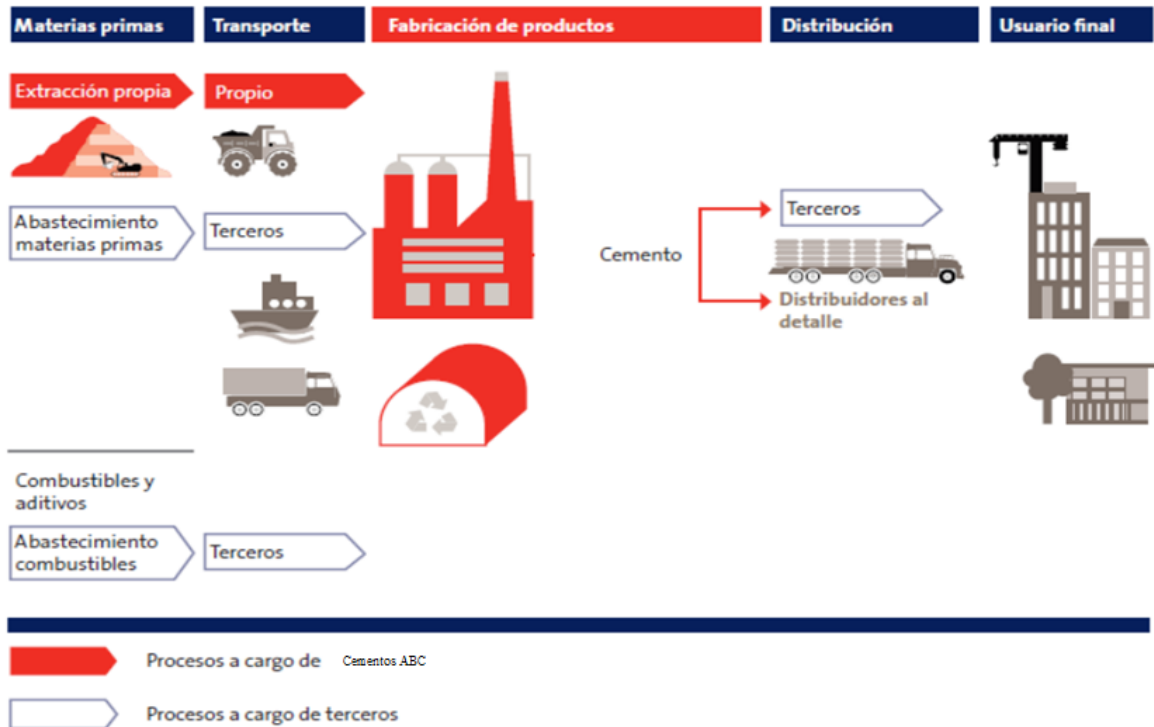 Materias primas
Transporte
Fabricación de productos
Distribución
Usuario final
Extracción propia
Propio
Abastecimiento
materias primas
Terceros
Cemento
Terceros
Distribuidores al
detalle
Combustibles y
aditivos
Abastecimiento
combustibles
Terceros
Procesos a cargo de Cementos ABC
Procesos a cargo de terceros